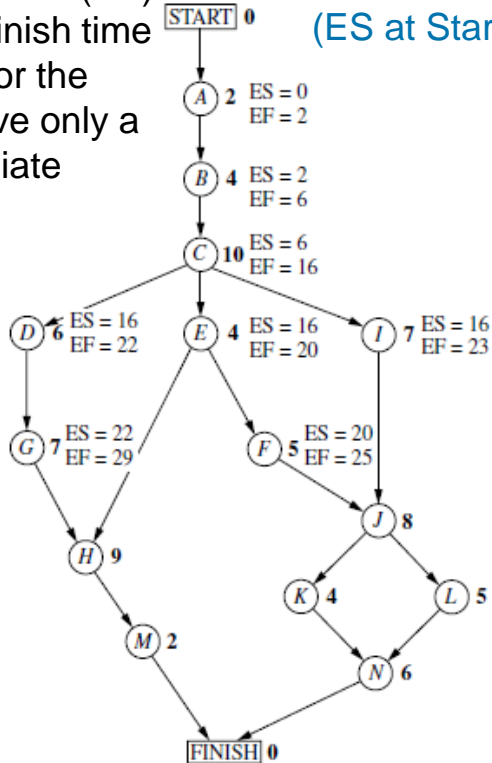 inish time
or the
ve only a
iate
START 0
(ES at Star
A 2 ES = 0
EF = 2
B 4 ES = 2
EF = 6
C 10 ES = 6
EF = 16
D 6 ES = 16
EF = 22
E 4 ES = 16
EF = 20
I 7 ES = 16
EF = 23
G 7 ES = 22
EF = 29
F 5 ES = 20
EF = 25
J 8
H 9
K 4
L 5
M 2
N 6
FINISH 0